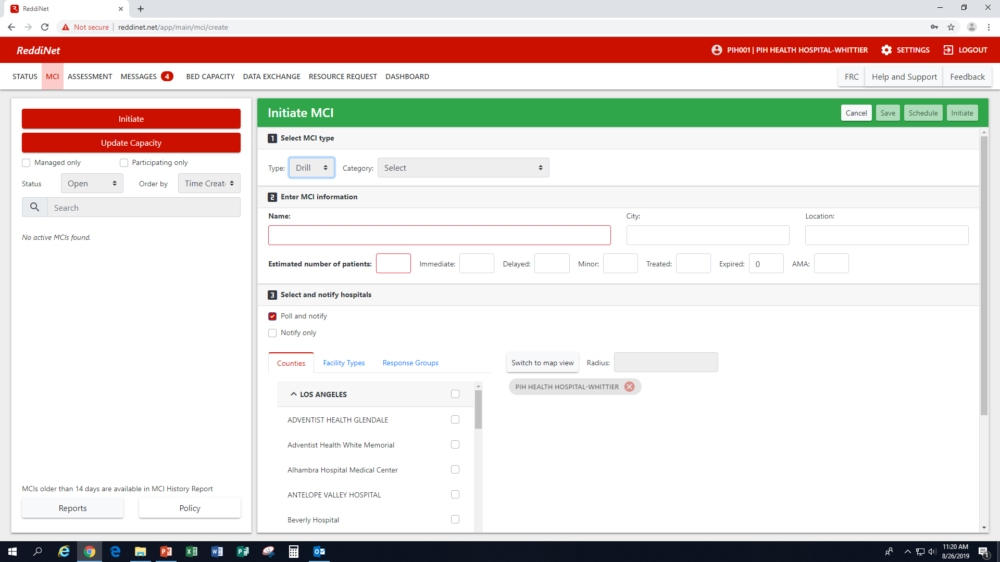 ReddiNet
Not secure | reddinet.net/app/main/mci/create
ReddiNet
PIH001 | PIH HEALTH HOSPITAL-WHITTIER
SETTINGS
LOGOUT
STATUS
MCI
ASSESSMENT
MESSAGES 4
BED CAPACITY
DATA EXCHANGE
RESOURCE REQUEST
DASHBOARD
FRC
Help and Support
Feedback
Initiate
Update Capacity
Managed only
Participating only
Status
Open
Order by
Time Creat
Search
No active MCIs found.
MCIs older than 14 days are available in MCI History Report
Reports
Policy
Initiate MCI
Cancel
Save
Schedule
Initiate
1 Select MCI type
Type: Drill
Category: Select
2 Enter MCI information
Name:
City:
Location:
Estimated number of patients:
Immediate:
Delayed:
Minor:
Treated:
Expired: 0
AMA:
3 Select and notify hospitals
Poll and notify
Notify only
Counties
Facility Types
Response Groups
Switch to map view
Radius:
PIH HEALTH HOSPITAL-WHITTIER
LOS ANGELES
ADVENTIST HEALTH GLENDALE
Adventist Health White Memorial
Alhambra Hospital Medical Center
ANTELOPE VALLEY HOSPITAL
Beverly Hospital
11:20 AM
8/26/2019
1